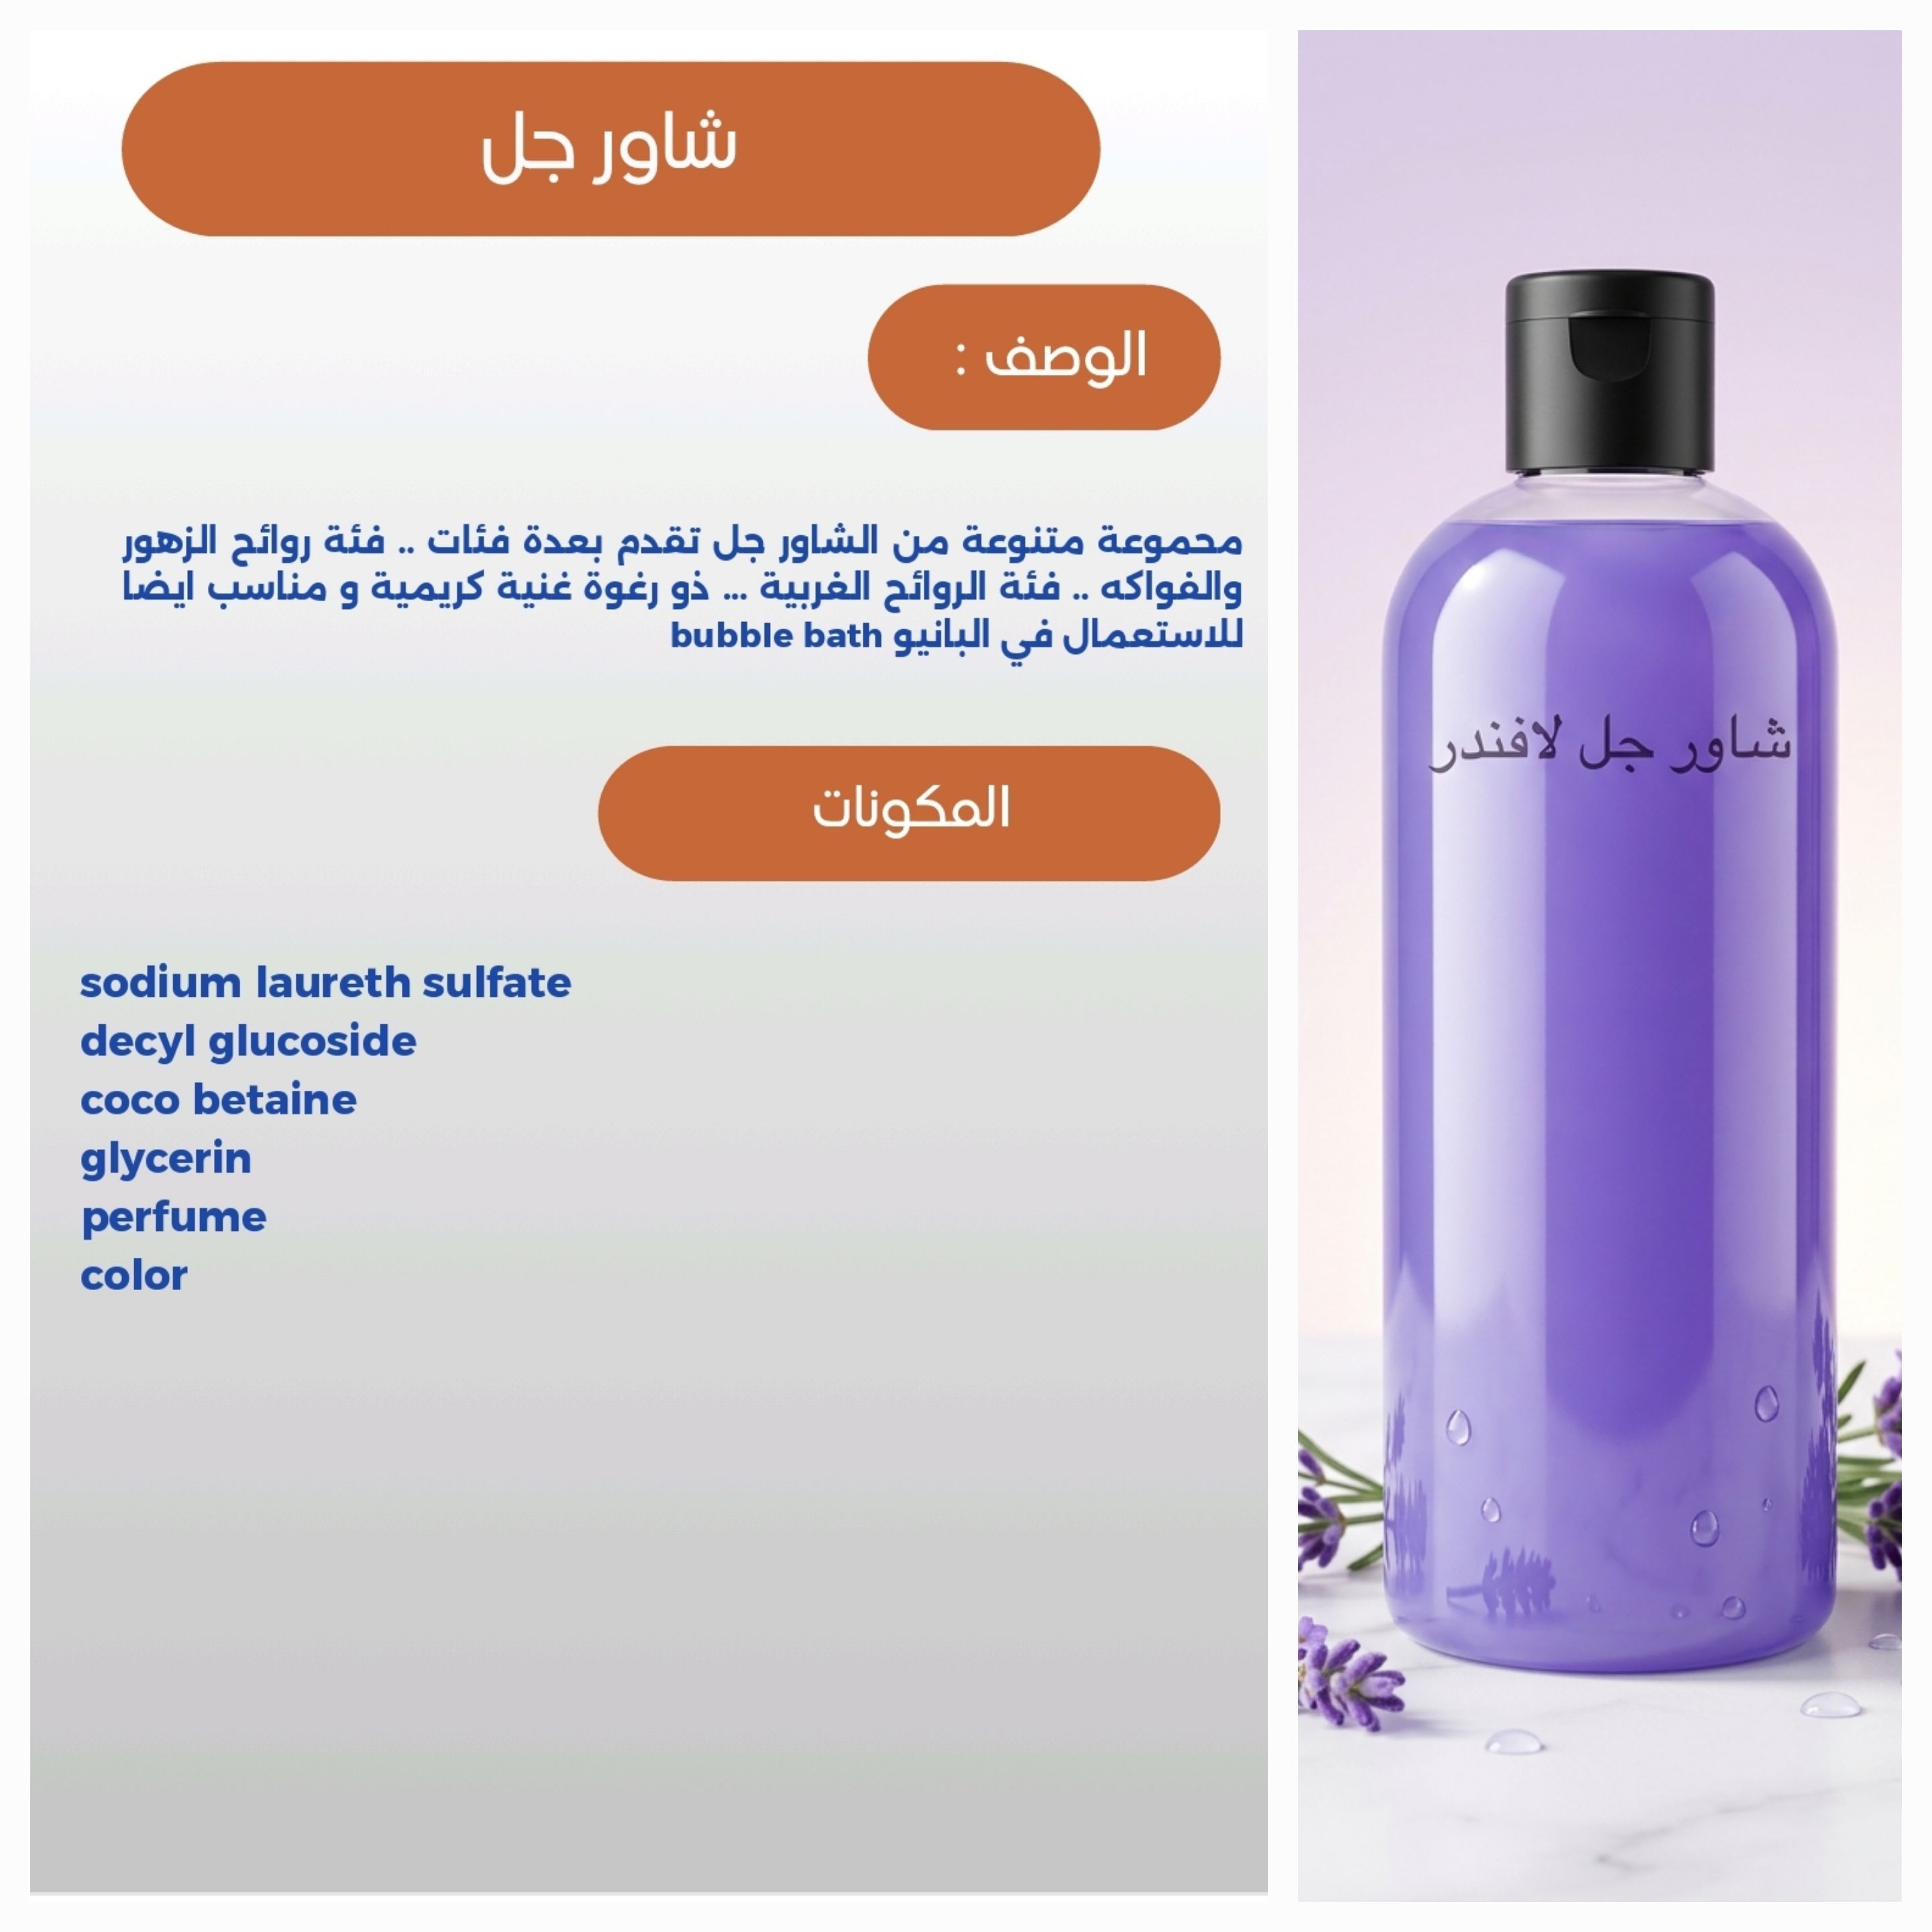 شاور جل
الوصف :
محموعة متنوعة من الشاور جل تقدم بعدة فئات .. فئة روائح الزهور
والفواكه .. فئة الروائح الغربية ... ذو رغوة غنية كريمية و مناسب ايضا
للاستعمال في البانيو bubble bath
المكونات
sodium laureth sulfate
decyl glucoside
coco betaine
glycerin
perfume
color
شاور جل لافندر